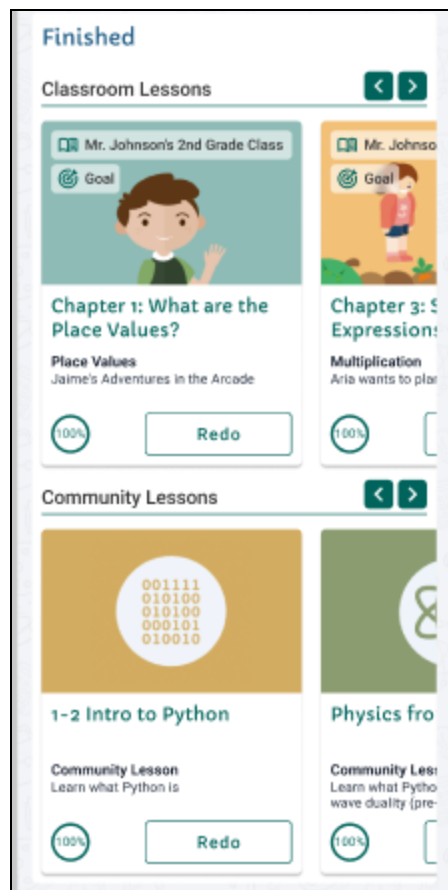 Finished
Classroom Lessons
Mr. Johnson's 2nd Grade Class
Goal
Chapter 1: What are the
Place Values?
Place Values
Jaime's Adventures in the Arcade
100%
Redo
Mr. Johnso
Goal
Chapter 3: S
Expressions
Multiplication
Aria wants to plan
100%
Community Lessons
001111
010100
010100
000101
010010
1-2 Intro to Python
Community Lesson
Learn what Python is
100%
Redo
Physics fro
Community Les
Learn what Pytho
wave duality (pre-
100%